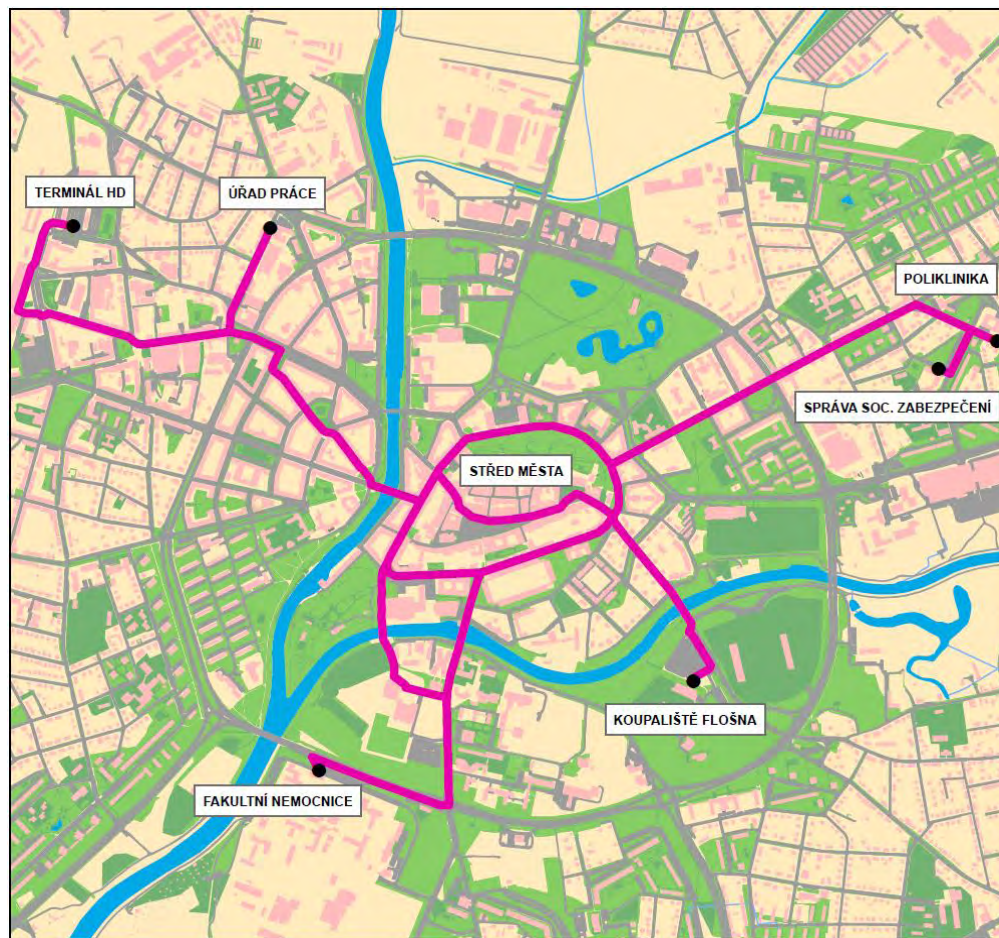 TERMINÁL HD
ÚŘAD PRÁCE
POLIKLINIKA
SPRÁVA SOC. ZABEZPEČENÍ
STŘED MĚSTA
KOUPALIŠTĚ FLOŠNA
FAKULTNÍ NEMOCNICE